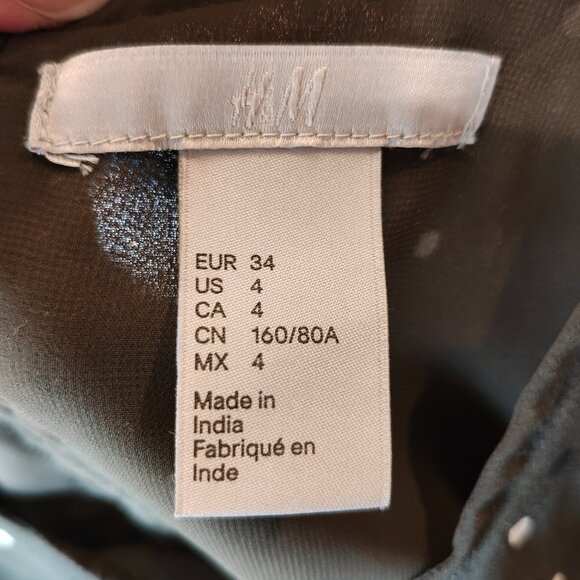 H&M
EUR 34
US 4
CA 4
CN 160/80A
MX 4
Made in
India
Fabriqué en
Inde